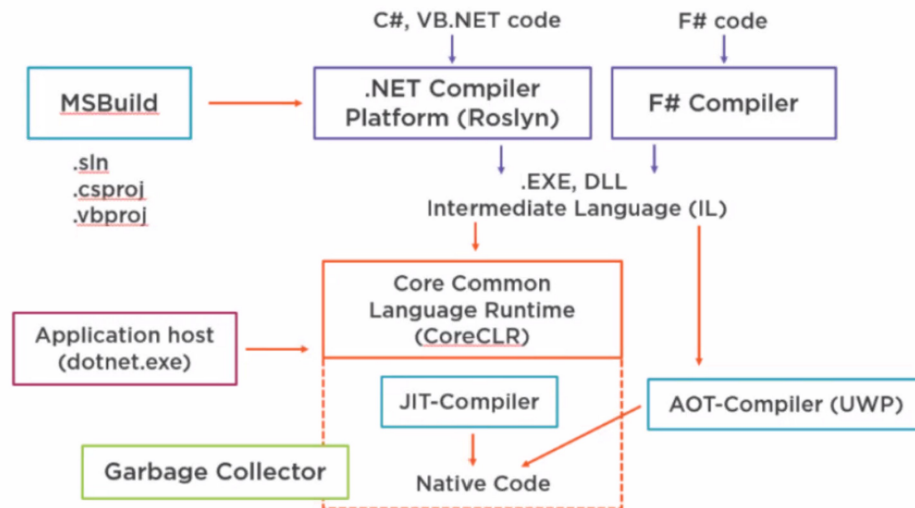 C#, VB.NET code
F# code
MSBuild
.NET Compiler
Platform (Roslyn)
F# Compiler
.sln
.csproj
.vbproj
.EXE, DLL
Intermediate Language (IL)
Core Common
Language Runtime
(CoreCLR)
Application host
(dotnet.exe)
JIT-Compiler
AOT-Compiler (UWP)
Garbage Collector
Native Code